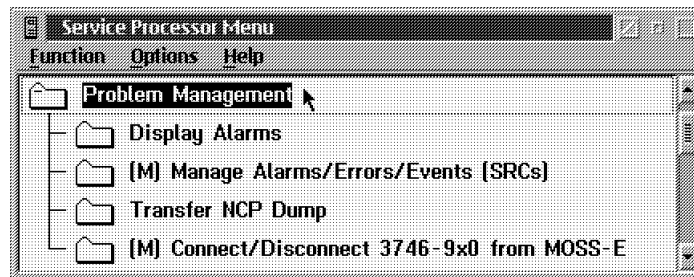 Service Processor Menu
Function Options Help
Problem Management
Display Alarms
(M) Manage Alarms/Errors/Events (SRCs)
Transfer NCP Dump
(M) Connect/Disconnect 3746-9x0 from MOSS-E